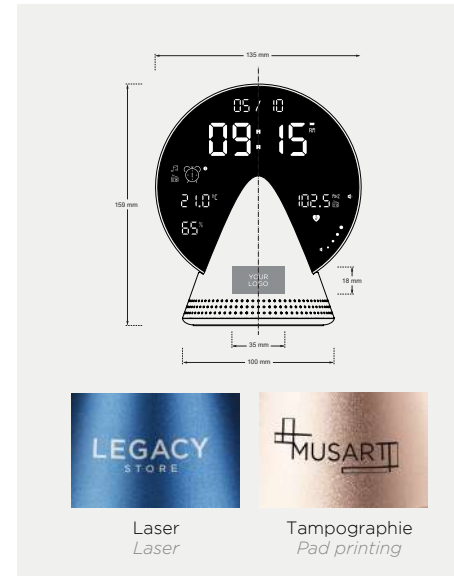 135 mm
05 / 10
09:15 AM
21.0 °C
102.5 MHZ
65 %
159 mm
YOUR
LOGO
18 mm
35 mm
100 mm
LEGACY
STORE
MUSART
Laser
Laser
Tampographie
Pad printing